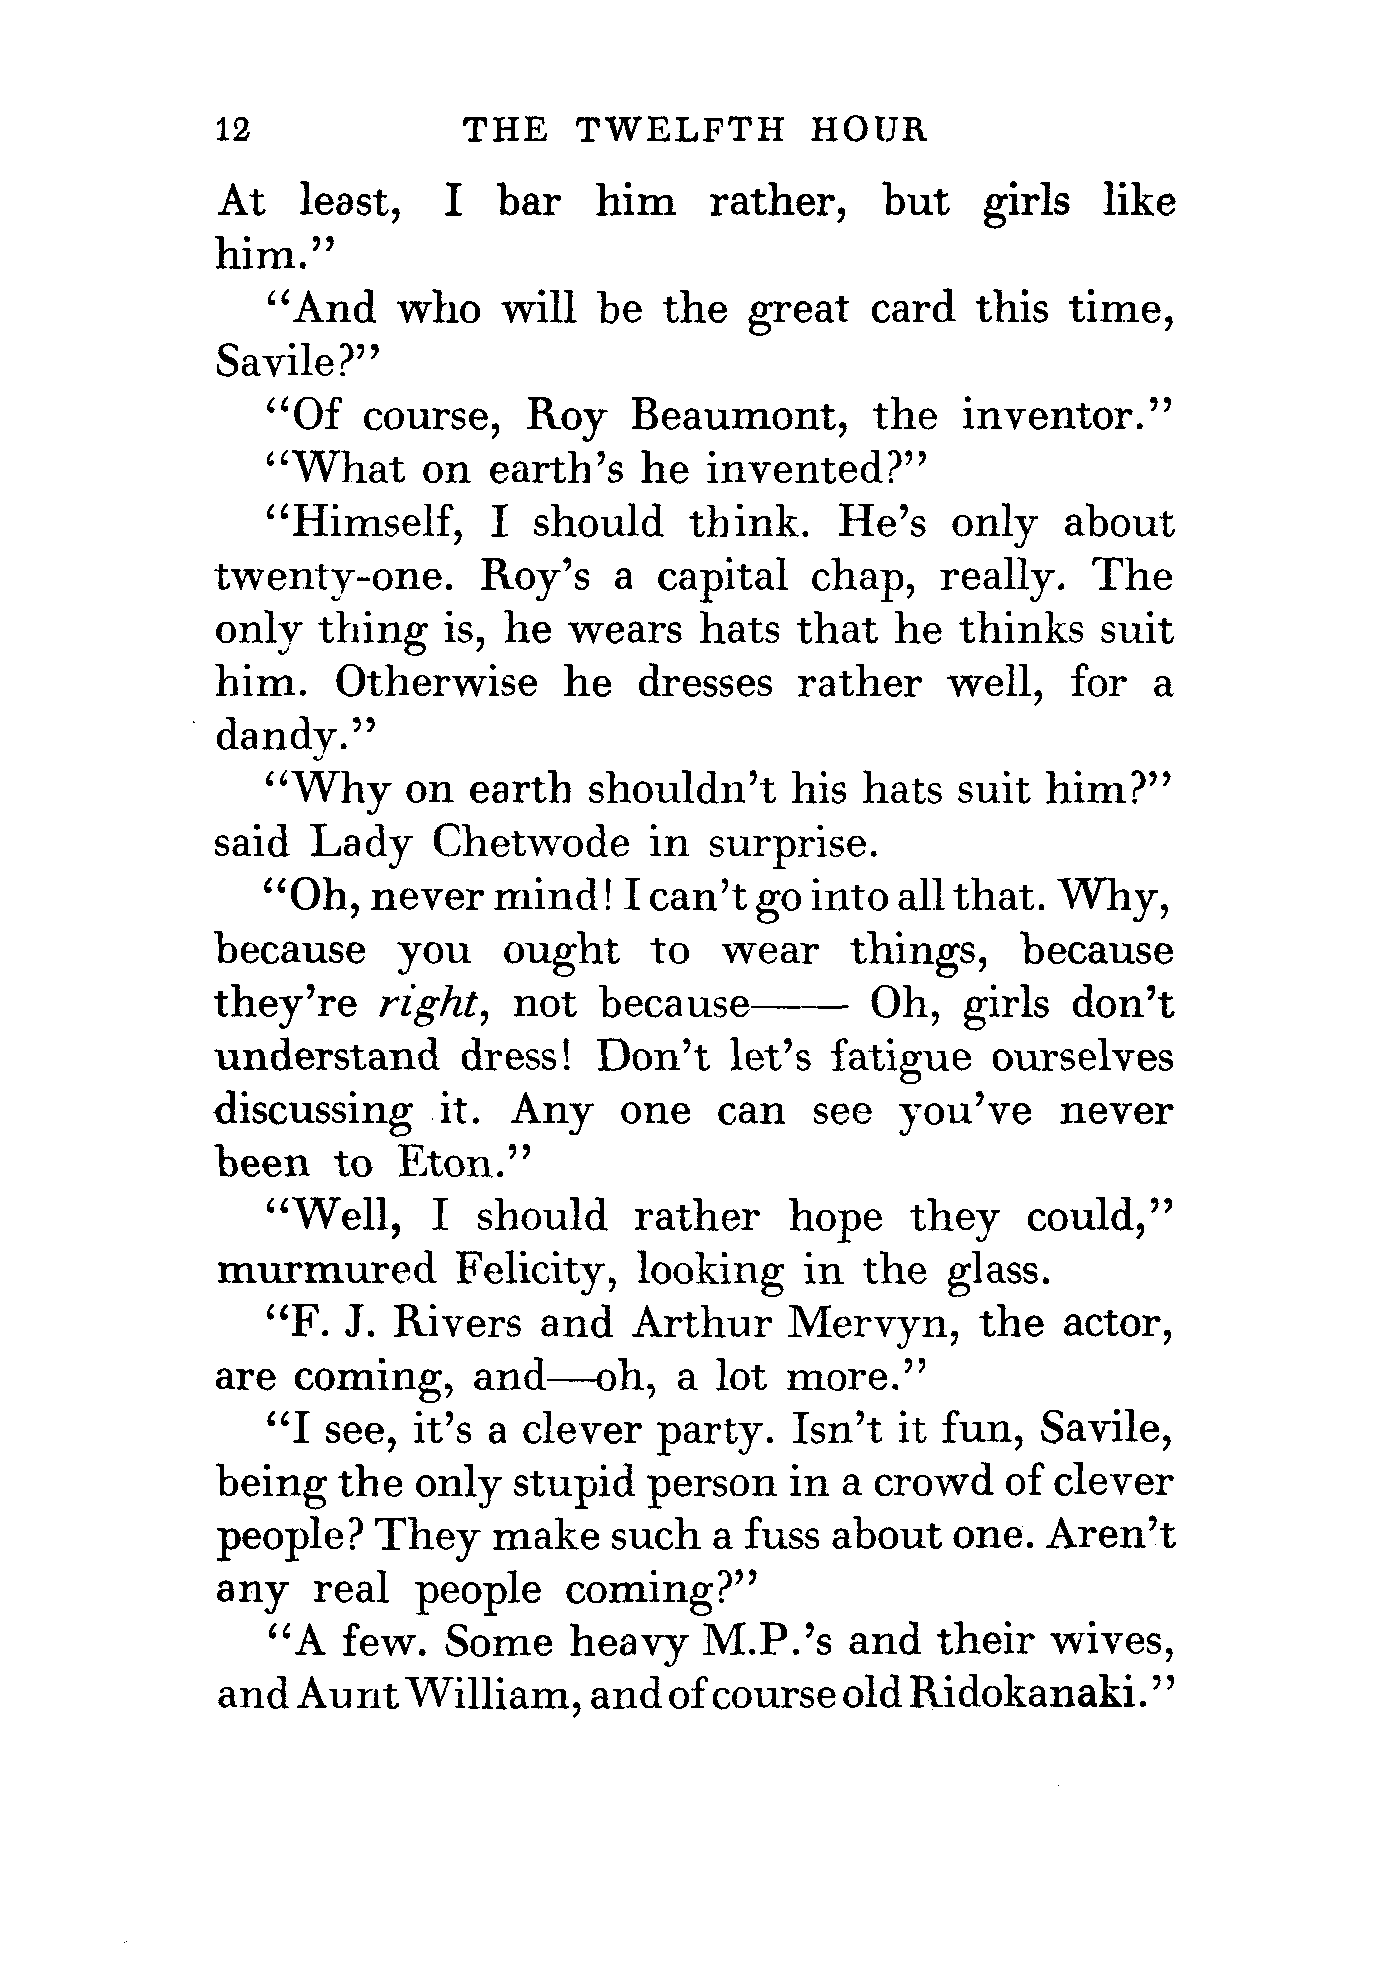 12 THE TWELFTH HOUR
At least, I bar him rather, but girls like
him."
"And who will be the great card this time,
Savile?"
"Of course, Roy Beaumont, the inventor."
"What on earth's he invented?"
"Himself, I should think. He's only about
twenty-one. Roy's a capital chap, really. The
only thing is, he wears hats that he thinks suit
him. Otherwise he dresses rather well, for a
dandy."
"Why on earth shouldn't his hats suit him?"
said Lady Chetwode in surprise.
"Oh, never mind! I can't go into all that. Why,
because you ought to wear things, because
they're right, not because—— Oh, girls don't
understand dress! Don't let's fatigue ourselves
discussing it. Any one can see you've never
been to Eton."
"Well, I should rather hope they could,"
murmured Felicity, looking in the glass.
"F. J. Rivers and Arthur Mervyn, the actor,
are coming, and—oh, a lot more."
"I see, it's a clever party. Isn't it fun, Savile,
being the only stupid person in a crowd of clever
people? They make such a fuss about one. Aren't
any real people coming?"
"A few. Some heavy M.P.'s and their wives,
and Aunt William, and of course old Ridokanaki."